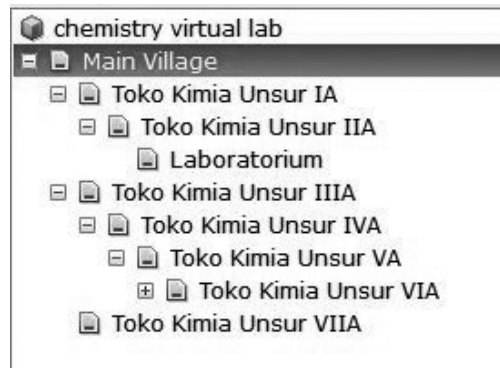 chemistry virtual lab
Main Village
Toko Kimia Unsur IA
Toko Kimia Unsur IIA
Laboratorium
Toko Kimia Unsur IIIA
Toko Kimia Unsur IVA
Toko Kimia Unsur VA
Toko Kimia Unsur VIA
Toko Kimia Unsur VIIA